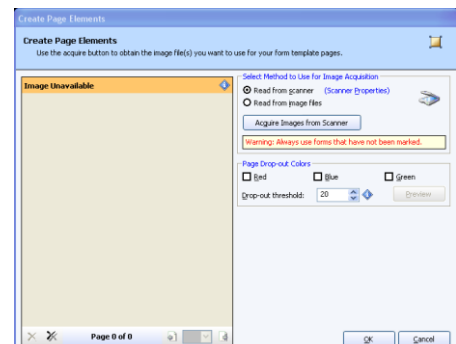 Create Page Elements
Create Page Elements
Use the acquire button to obtain the image file(s) you want to use for your form template pages.
Image Unavailable
Select Method to Use for Image Acquisition
Read from scanner (Scanner Properties)
Read from image files
Acquire Images from Scanner
Warning: Always use forms that have not been marked.
Page Drop-out Colors
Red Blue Green
Drop-out threshold: 20 Preview
Page 0 of 0
OK Cancel